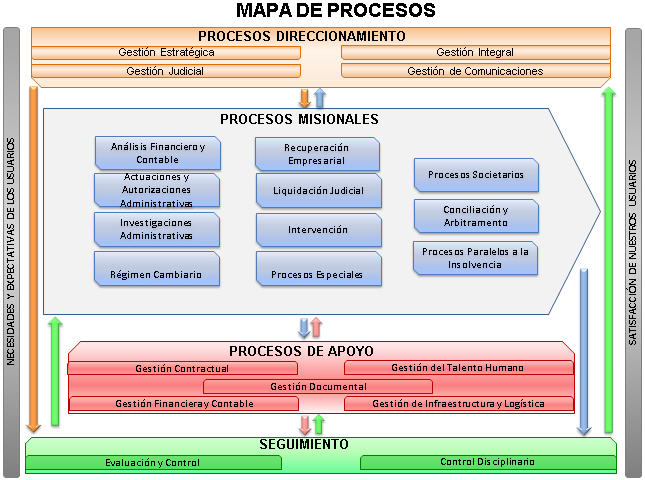 MAPA DE PROCESOS
NECESIDADES Y EXPECTATIVAS DE LOS USUARIOS
PROCESOS DIRECCIONAMIENTO
Gestión Estratégica
Gestión Integral
Gestión Judicial
Gestión de Comunicaciones
PROCESOS MISIONALES
Análisis Financiero y
Contable
Actuaciones y
Autorizaciones
Administrativas
Investigaciones
Administrativas
Régimen Cambiario
Recuperación
Empresarial
Liquidación Judicial
Intervención
Procesos Especiales
Procesos Societarios
Conciliación y
Arbitramento
Procesos Paralelos a la
Insolvencia
PROCESOS DE APOYO
Gestión Contractual
Gestión del Talento Humano
Gestión Documental
Gestión Financiera y Contable
Gestión de Infraestructura y Logística
SEGUIMIENTO
Evaluación y Control
Control Disciplinario
SATISFACCIÓN DE NUESTROS USUARIOS